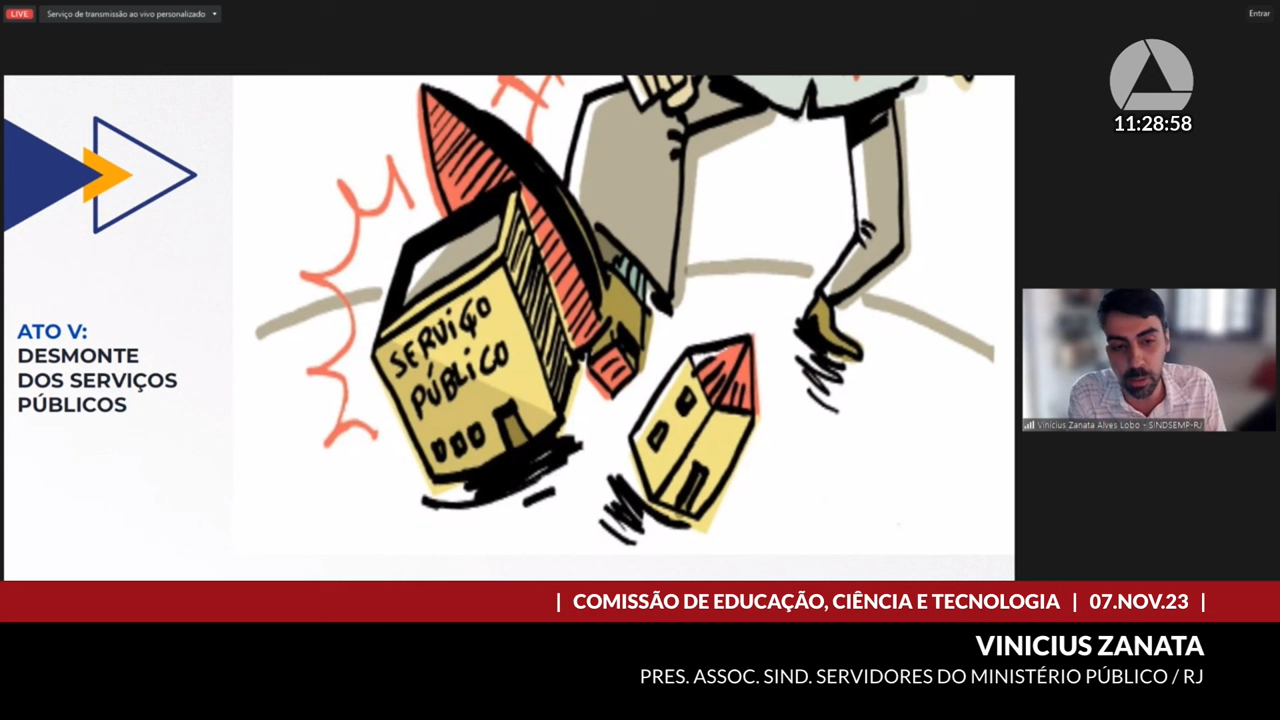 LIVE
Serviço de transmissão ao vivo personalizado
Entrar
11:28:58
ATO V:
DESMONTE
DOS SERVIÇOS
PÚBLICOS
SERVIÇO
PÚBLICO
Vinicius Zanata Alves Lobo - SINDSEMP-RJ
| COMISSÃO DE EDUCAÇÃO, CIÊNCIA E TECNOLOGIA | 07.NOV.23 |
VINICIUS ZANATA
PRES. ASSOC. SIND. SERVIDORES DO MINISTÉRIO PÚBLICO / RJ